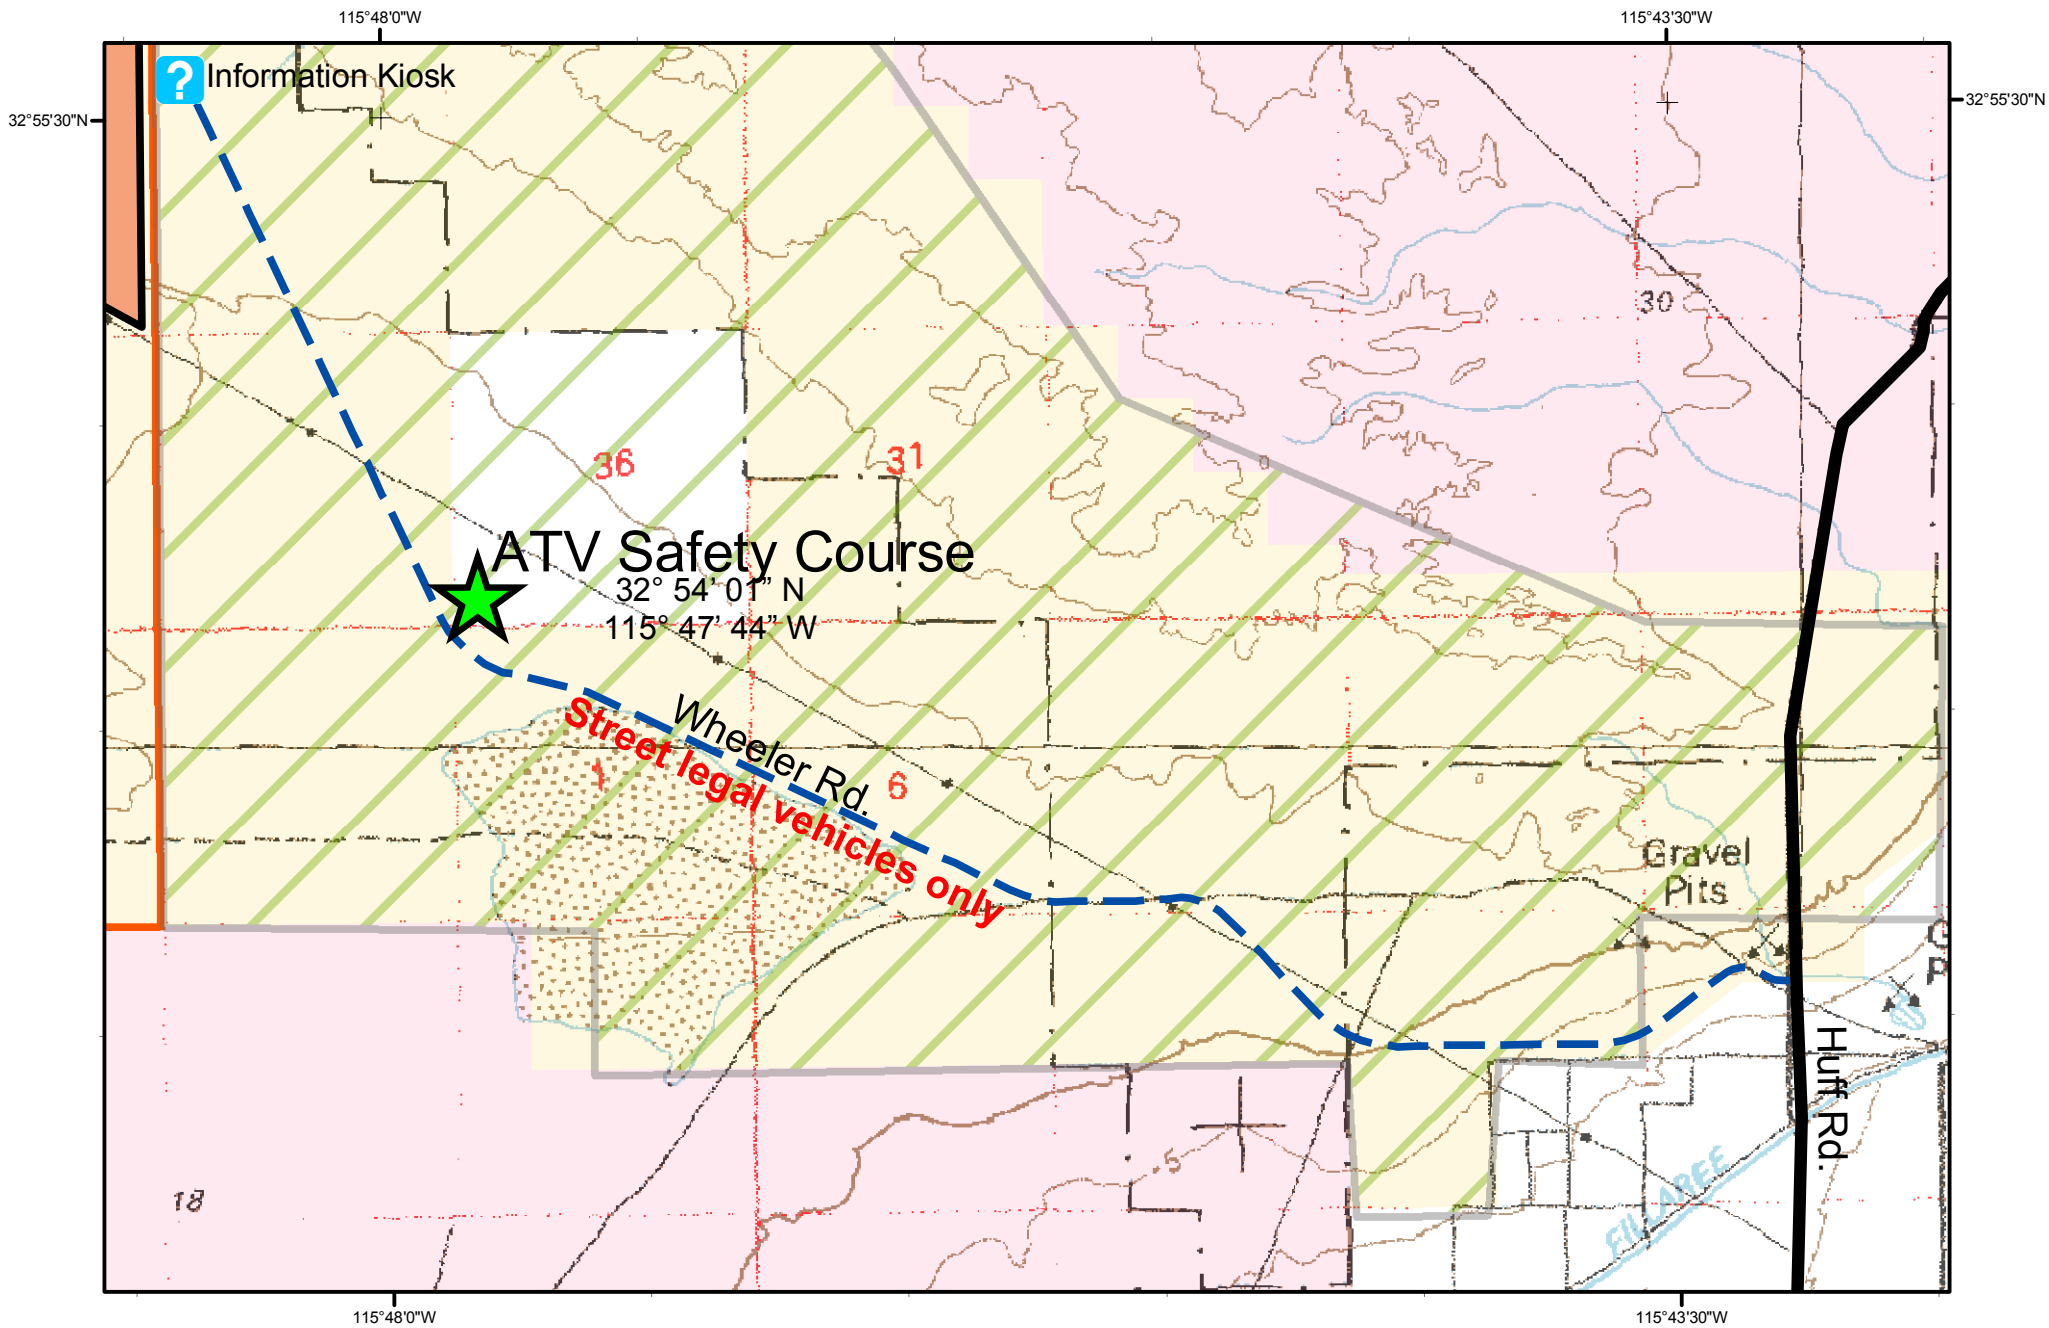 115°48'0"W
115°43'30"W
32°55'30"N
32°55'30"N
?
Information Kiosk
30
36
31
ATV Safety Course
32° 54’ 01” N
115° 47’ 44” W
Wheeler Rd.
Street legal vehicles only
1
6
Gravel
Pits
Huff Rd.
5
18
FILLAREE
115°48'0"W
115°43'30"W